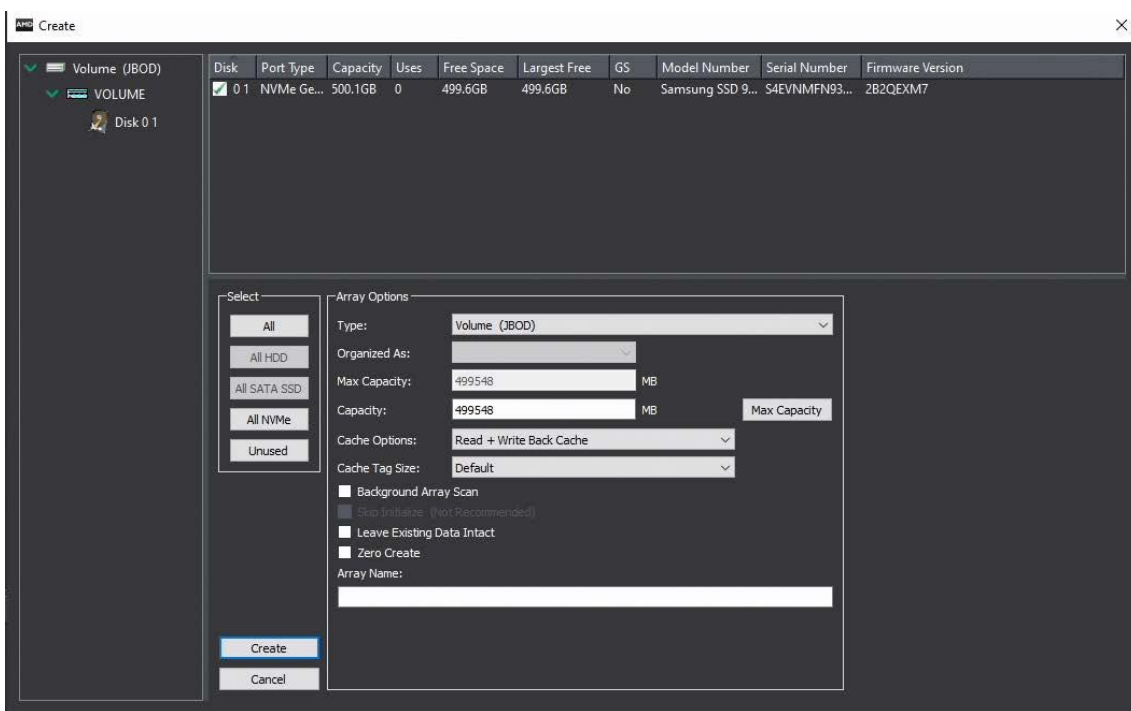 AMD Create
Volume (JBOD)
VOLUME
Disk 0 1
Disk Port Type Capacity Uses Free Space Largest Free GS Model Number Serial Number Firmware Version
0 1 NVMe Ge... 500.1GB 0 499.6GB 499.6GB No Samsung SSD 9... S4EVNMFN93... 2B2QEXM7
Select
All
All HDD
All SATA SSD
All NVMe
Unused
Create
Cancel
Array Options
Type: Volume (JBOD)
Organized As:
Max Capacity: 499548 MB
Capacity: 499548 MB Max Capacity
Cache Options: Read + Write Back Cache
Cache Tag Size: Default
Background Array Scan
Skip Initialize (Not Recommended)
Leave Existing Data Intact
Zero Create
Array Name: